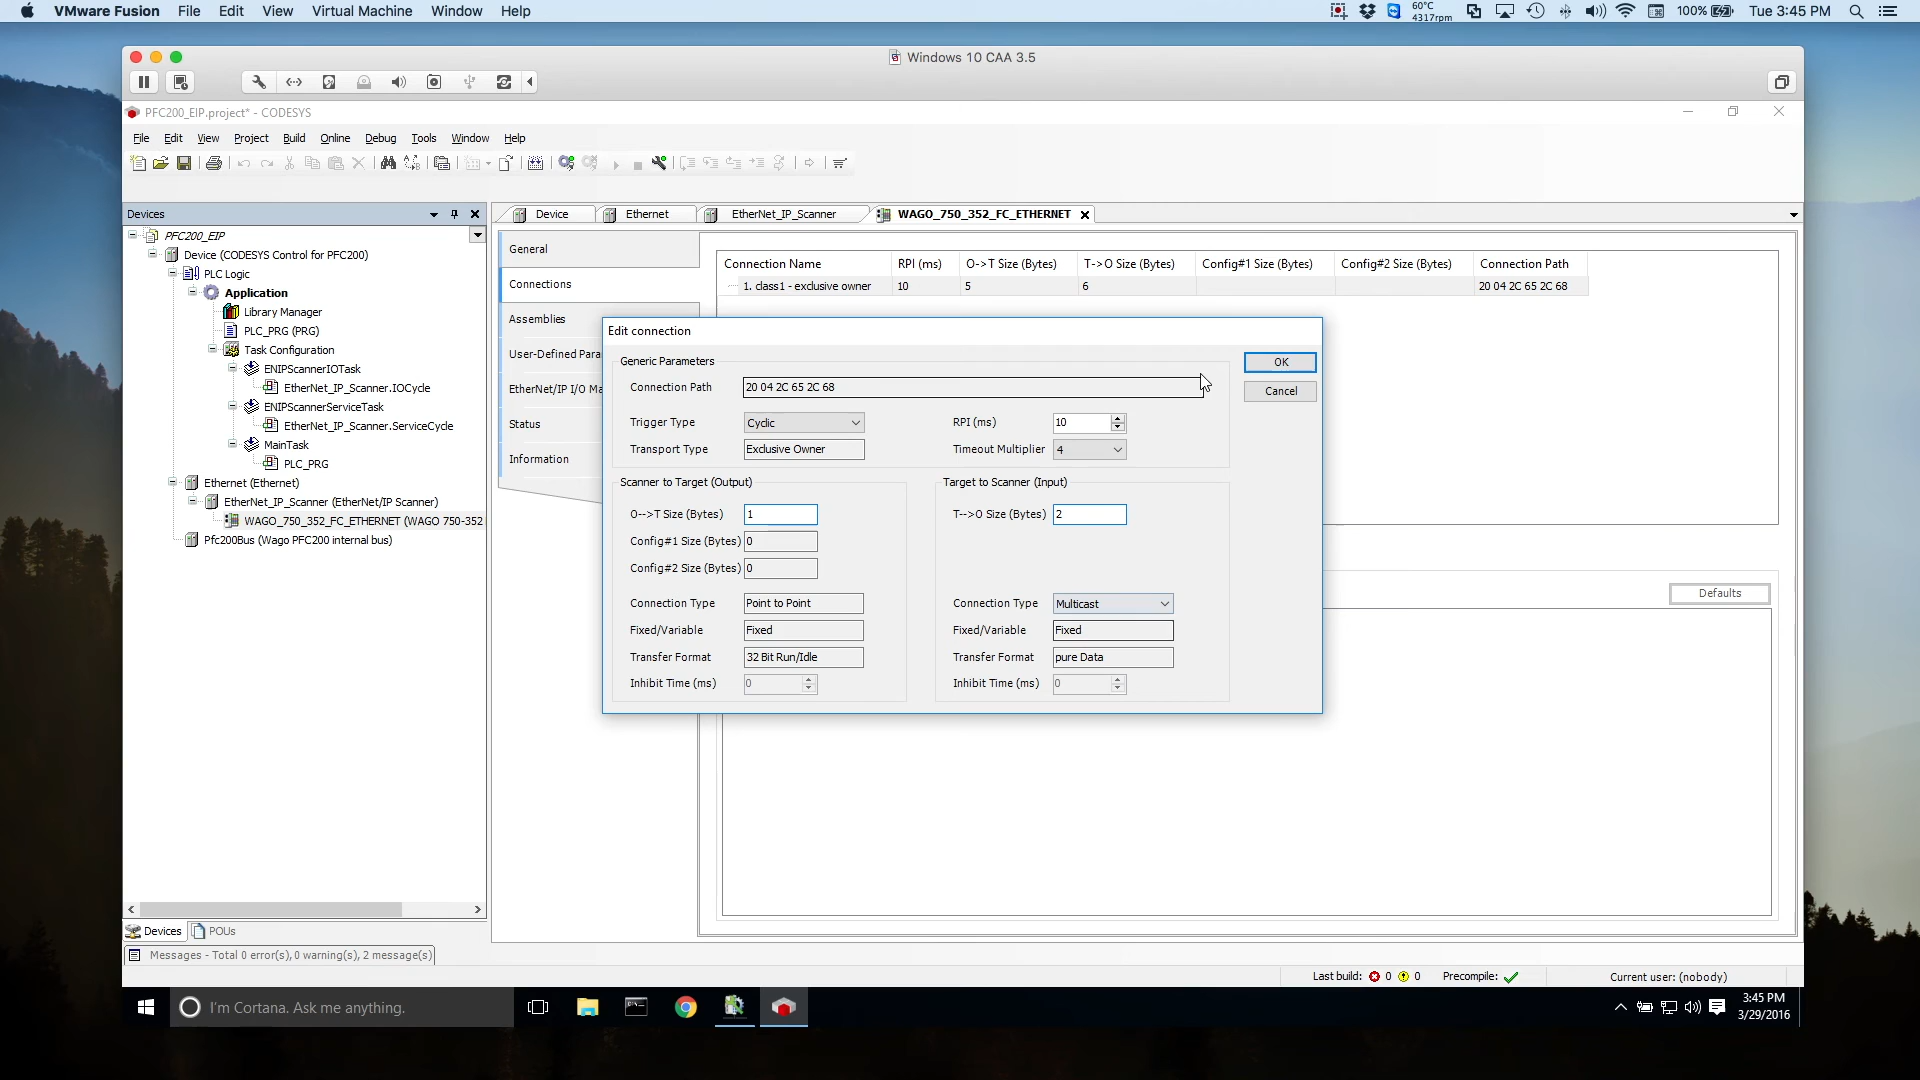 VMware Fusion File Edit View Virtual Machine Window Help
60°C
4317rpm
100%
Tue 3:45 PM
Windows 10 CAA 3.5
PFC200_EIP.project* - CODESYS
File Edit View Project Build Online Debug Tools Window Help
Devices
PFC200_EIP
Device (CODESYS Control for PFC200)
PLC Logic
Application
Library Manager
PLC_PRG (PRG)
Task Configuration
ENIPScannerIOTask
EtherNet_IP_Scanner.IOCycle
ENIPScannerServiceTask
EtherNet_IP_Scanner.ServiceCycle
MainTask
PLC_PRG
Ethernet (Ethernet)
EtherNet_IP_Scanner (EtherNet/IP Scanner)
WAGO_750_352_FC_ETHERNET (WAGO 750-352
Pfc200Bus (Wago PFC200 internal bus)
Devices POUs
Messages - Total 0 error(s), 0 warning(s), 2 message(s)
Device Ethernet EtherNet_IP_Scanner WAGO_750_352_FC_ETHERNET
General
Connections
Assemblies
User-Defined Para
EtherNet/IP I/O Ma
Status
Information
Connection Name RPI (ms) O->T Size (Bytes) T->O Size (Bytes) Config#1 Size (Bytes) Config#2 Size (Bytes) Connection Path
1. class1 - exclusive owner 10 5 6 20 04 2C 65 2C 68
Edit connection
Generic Parameters
Connection Path 20 04 2C 65 2C 68
Trigger Type Cyclic RPI (ms) 10
Transport Type Exclusive Owner Timeout Multiplier 4
OK
Cancel
Scanner to Target (Output)
O-->T Size (Bytes) 1
Config#1 Size (Bytes) 0
Config#2 Size (Bytes) 0
Connection Type Point to Point
Fixed/Variable Fixed
Transfer Format 32 Bit Run/Idle
Inhibit Time (ms) 0
Target to Scanner (Input)
T-->O Size (Bytes) 2
Connection Type Multicast
Fixed/Variable Fixed
Transfer Format pure Data
Inhibit Time (ms) 0
Defaults
Last build: 0 0 Precompile: Current user: (nobody)
I'm Cortana. Ask me anything.
3:45 PM
3/29/2016